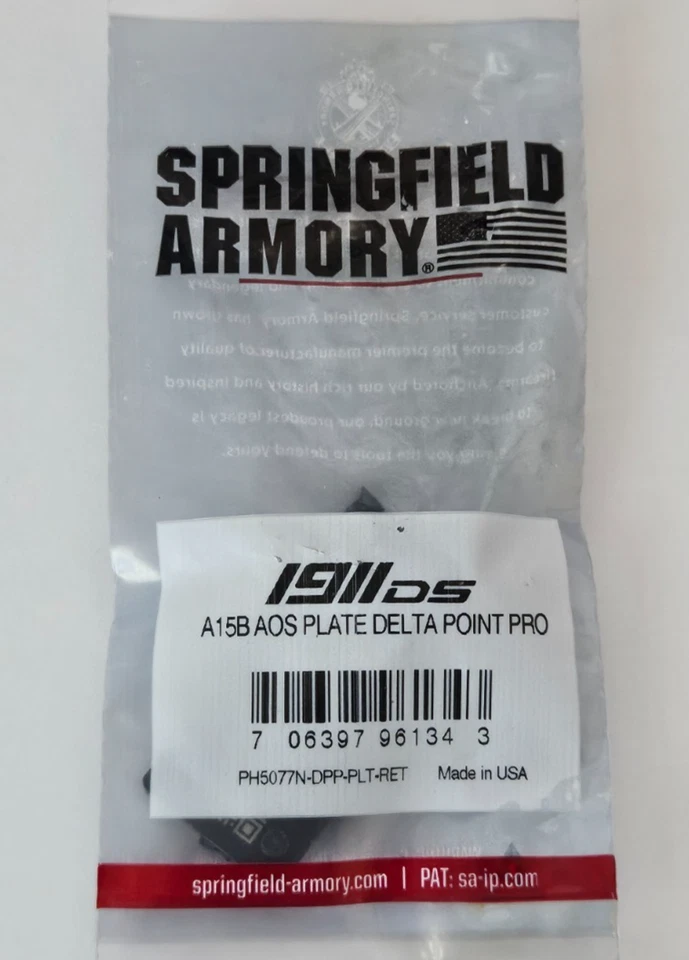 SPRINGFIELD
ARMORY®
customer service, Springfield Armory® has grown
to become the premier manufacturer of quality
firearms. Anchored by our rich history and inspired
to break new ground, our proudest legacy is
giving you the tools to defend yours.
1911 DS
A15B AOS PLATE DELTA POINT PRO
7 06397 96134 3
PH5077N-DPP-PLT-RET Made in USA
springfield-armory.com | PAT: sa-ip.com